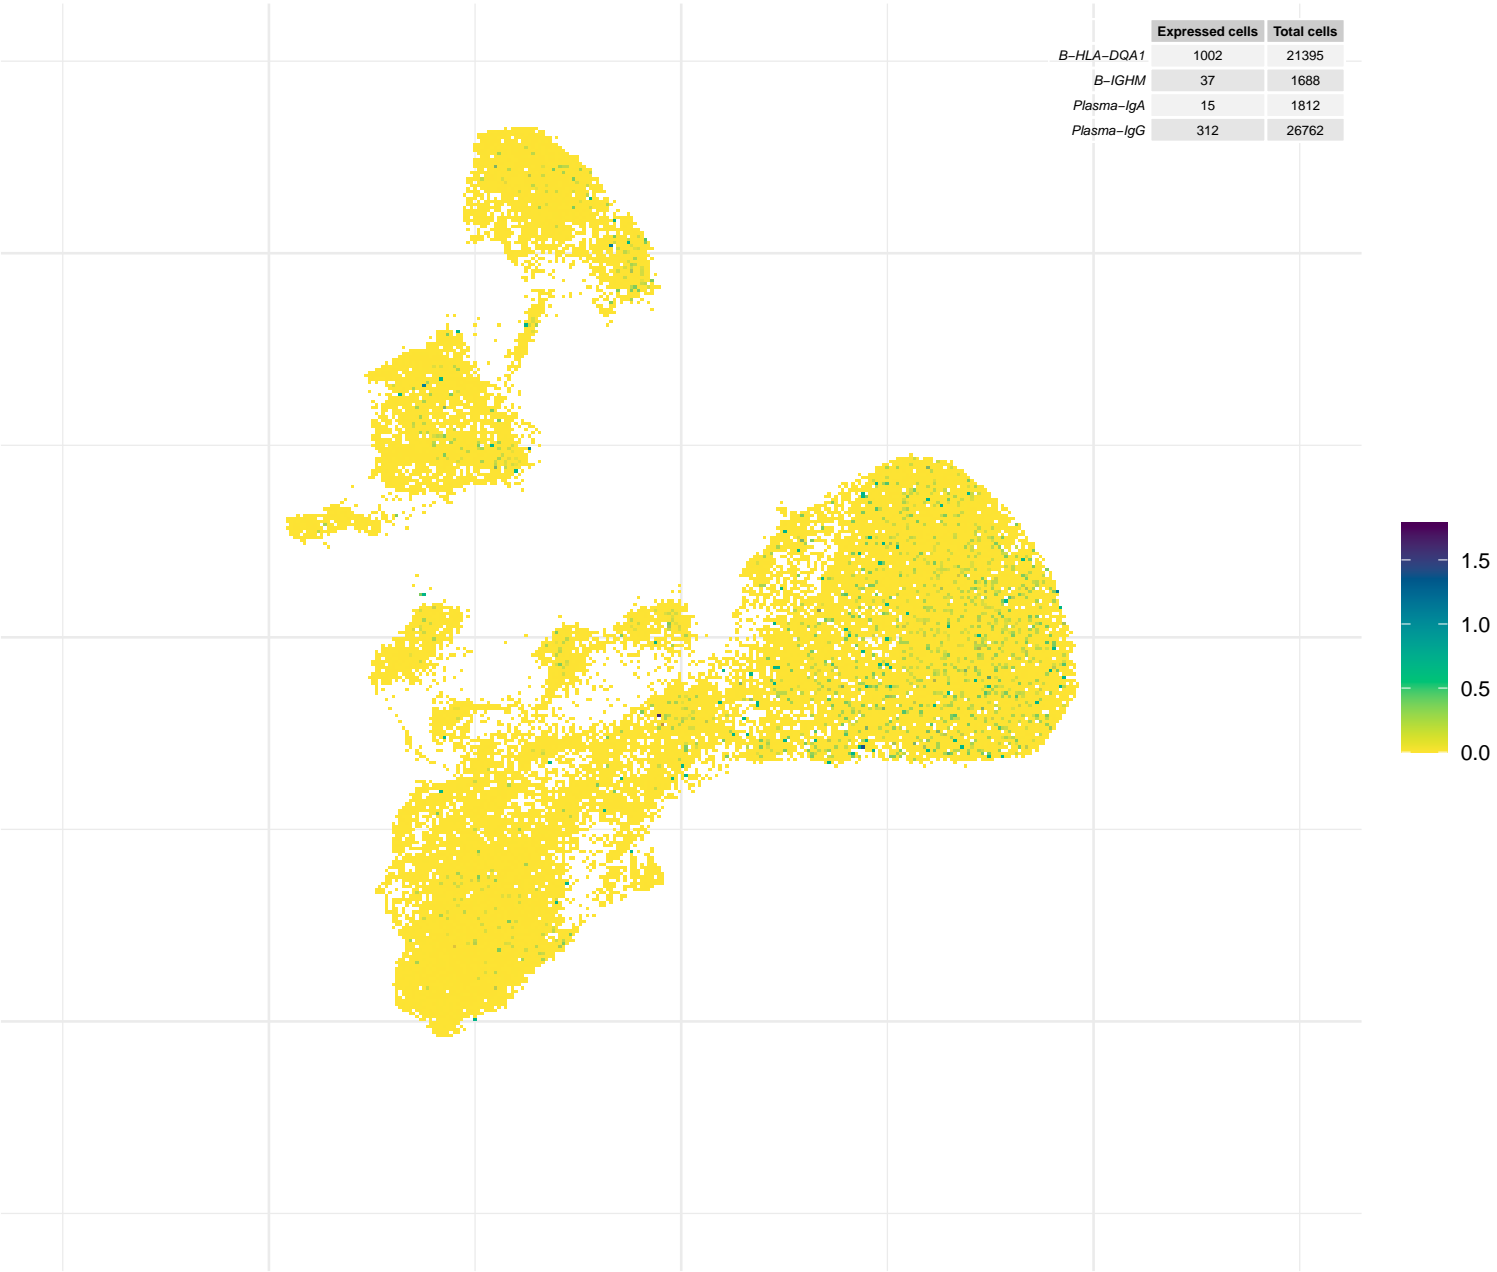 Expressed cells Total cells
B−HLA−DQA1 1002 21395
B−IGHM 37 1688
Plasma−IgA 15 1812
Plasma−IgG 312 26762
1.5
1.0
0.5
0.0